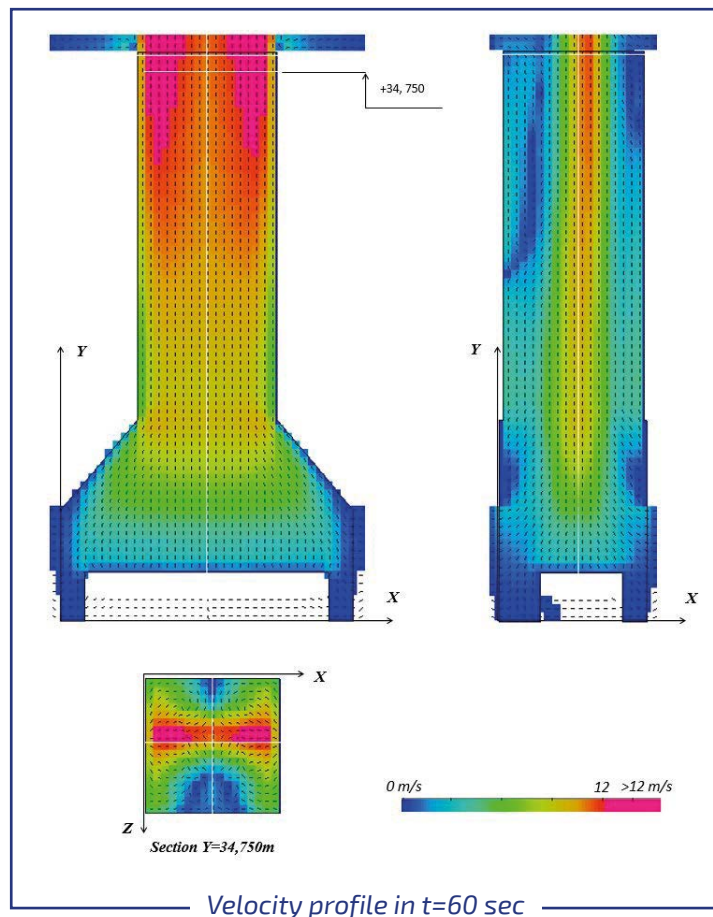 +34, 750
Y
Y
X
X
X
Z
Section Y=34,750m
0 m/s
12
>12 m/s
Velocity profile in t=60 sec